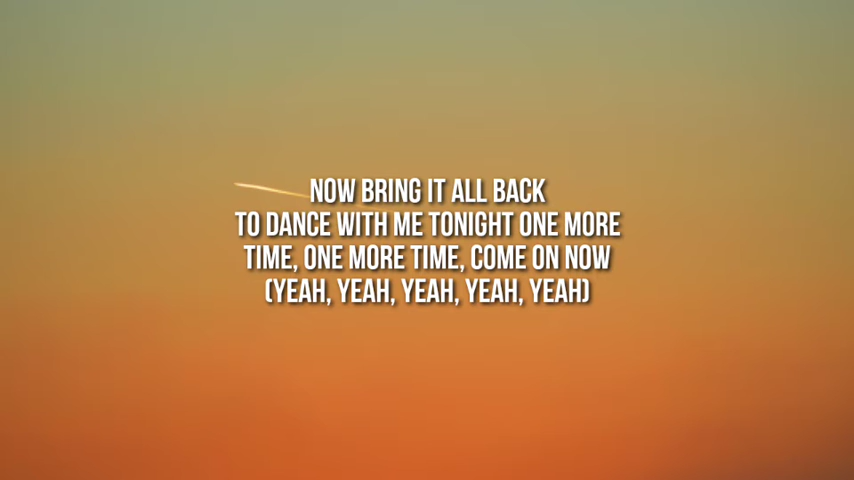 NOW BRING IT ALL BACK
TO DANCE WITH ME TONIGHT ONE MORE
TIME, ONE MORE TIME, COME ON NOW
(YEAH, YEAH, YEAH, YEAH, YEAH)